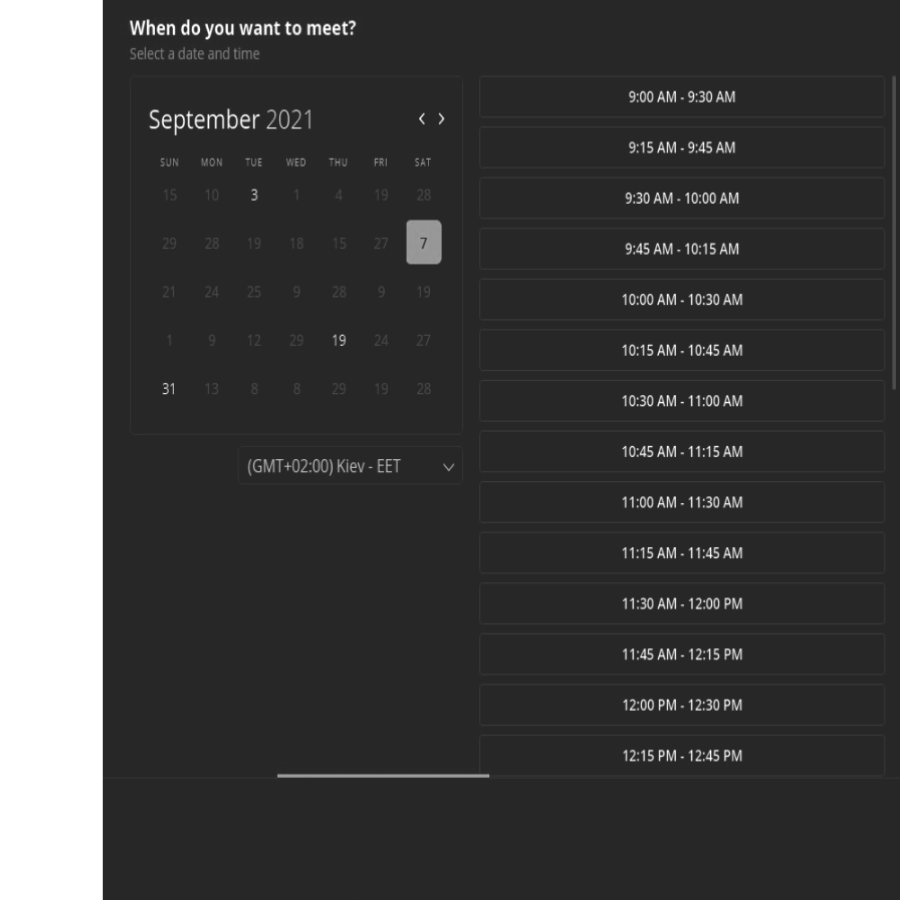 When do you want to meet?
Select a date and time
September 2021
SUN MON TUE WED THU FRI SAT
15 10 3 1 4 19 28
29 28 19 18 15 27 7
21 24 25 9 28 9 19
1 9 12 29 19 24 27
31 13 8 8 29 19 28
(GMT+02:00) Kiev - EET
9:00 AM - 9:30 AM
9:15 AM - 9:45 AM
9:30 AM - 10:00 AM
9:45 AM - 10:15 AM
10:00 AM - 10:30 AM
10:15 AM - 10:45 AM
10:30 AM - 11:00 AM
10:45 AM - 11:15 AM
11:00 AM - 11:30 AM
11:15 AM - 11:45 AM
11:30 AM - 12:00 PM
11:45 AM - 12:15 PM
12:00 PM - 12:30 PM
12:15 PM - 12:45 PM